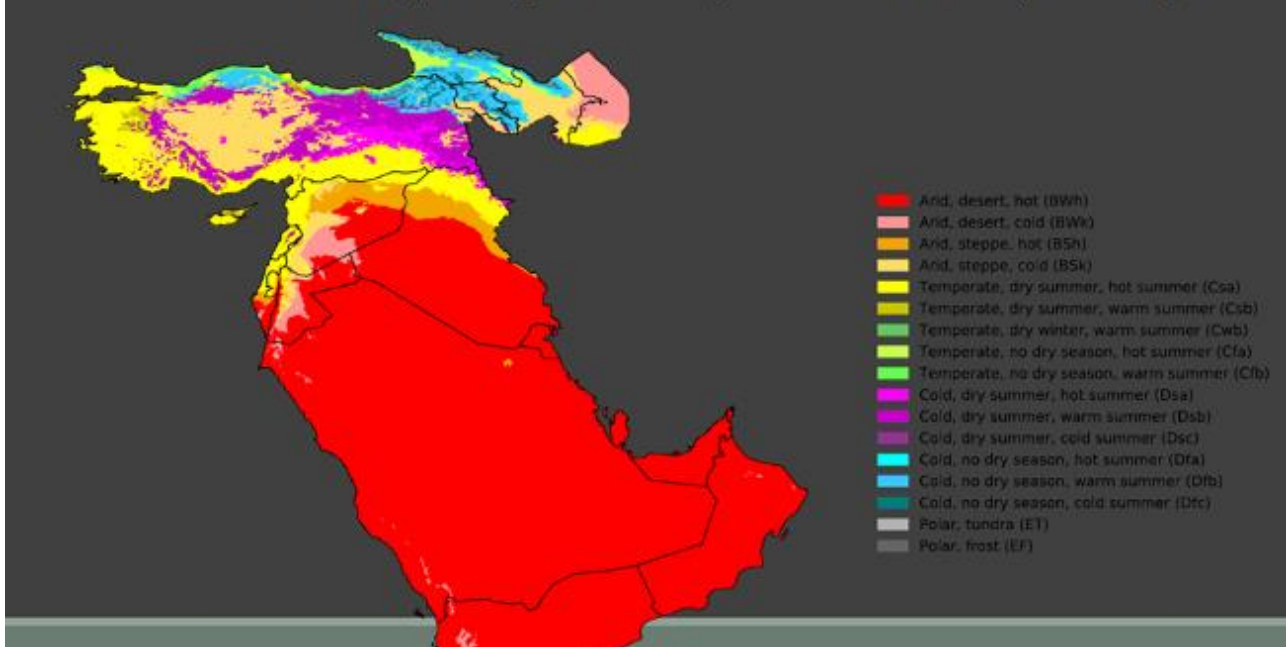 Arid, desert, hot (BWh)
Arid, desert, cold (BWk)
Arid, steppe, hot (BSh)
Arid, steppe, cold (BSk)
Temperate, dry summer, hot summer (Csa)
Temperate, dry summer, warm summer (Csb)
Temperate, dry winter, warm summer (Cwb)
Temperate, no dry season, hot summer (Cfa)
Temperate, no dry season, warm summer (Cfb)
Cold, dry summer, hot summer (Dsa)
Cold, dry summer, warm summer (Dsb)
Cold, dry summer, cold summer (Dsc)
Cold, no dry season, hot summer (Dfa)
Cold, no dry season, warm summer (Dfb)
Cold, no dry season, cold summer (Dfc)
Polar, tundra (ET)
Polar, frost (EF)